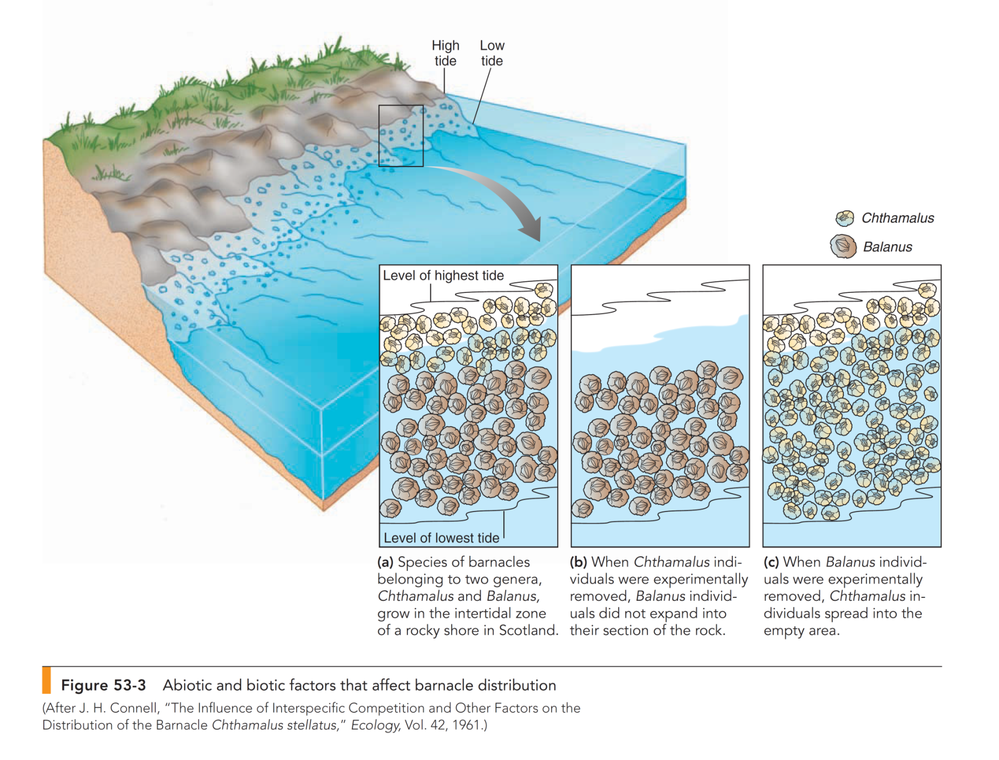 High
tide
Low
tide
Chthamalus
Balanus
Level of highest tide
Level of lowest tide
(a) Species of barnacles
belonging to two genera,
Chthamalus and Balanus,
grow in the intertidal zone
of a rocky shore in Scotland.
(b) When Chthamalus indi-
viduals were experimentally
removed, Balanus individ-
uals did not expand into
their section of the rock.
(c) When Balanus individ-
uals were experimentally
removed, Chthamalus in-
dividuals spread into the
empty area.
Figure 53-3 Abiotic and biotic factors that affect barnacle distribution
(After J. H. Connell, “The Influence of Interspecific Competition and Other Factors on the
Distribution of the Barnacle Chthamalus stellatus,” Ecology, Vol. 42, 1961.)